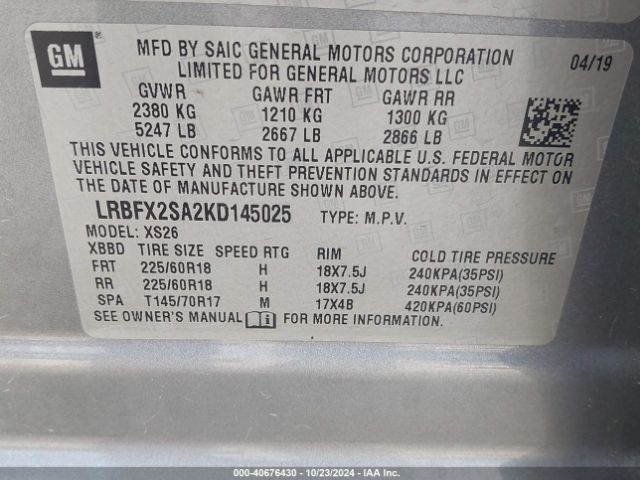 GM
MFD BY SAIC GENERAL MOTORS CORPORATION
LIMITED FOR GENERAL MOTORS LLC
04/19
GVWR GAWR FRT GAWR RR
2380 KG 1210 KG 1300 KG
5247 LB 2667 LB 2866 LB
THIS VEHICLE CONFORMS TO ALL APPLICABLE U.S. FEDERAL MOTOR
VEHICLE SAFETY AND THEFT PREVENTION STANDARDS IN EFFECT ON
THE DATE OF MANUFACTURE SHOWN ABOVE.
LRBFX2SA2KD145025 TYPE: M.P.V.
MODEL: XS26
XBBD TIRE SIZE SPEED RTG RIM COLD TIRE PRESSURE
FRT 225/60R18 H 18X7.5J 240KPA(35PSI)
RR 225/60R18 H 18X7.5J 240KPA(35PSI)
SPA T145/70R17 M 17X4B 420KPA(60PSI)
SEE OWNER'S MANUAL FOR MORE INFORMATION.
000-40676430 - 10/23/2024 - IAA Inc.